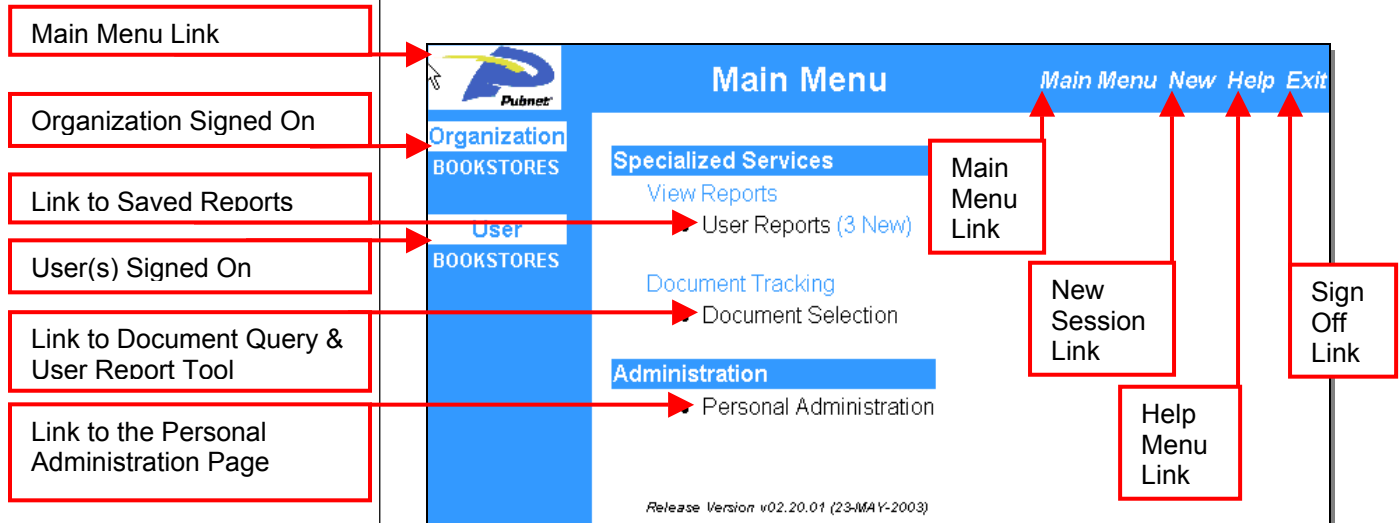 Main Menu Link
Organization Signed On
Link to Saved Reports
User(s) Signed On
Link to Document Query &
User Report Tool
Link to the Personal
Administration Page
Pubnet
Main Menu
Main Menu New Help Exit
Organization
BOOKSTORES
User
BOOKSTORES
Specialized Services
View Reports
User Reports (3 New)
Document Tracking
Document Selection
Administration
Personal Administration
Release Version v02.20.01 (23-MAY-2003)
Main
Menu
Link
New
Session
Link
Help
Menu
Link
Sign
Off
Link